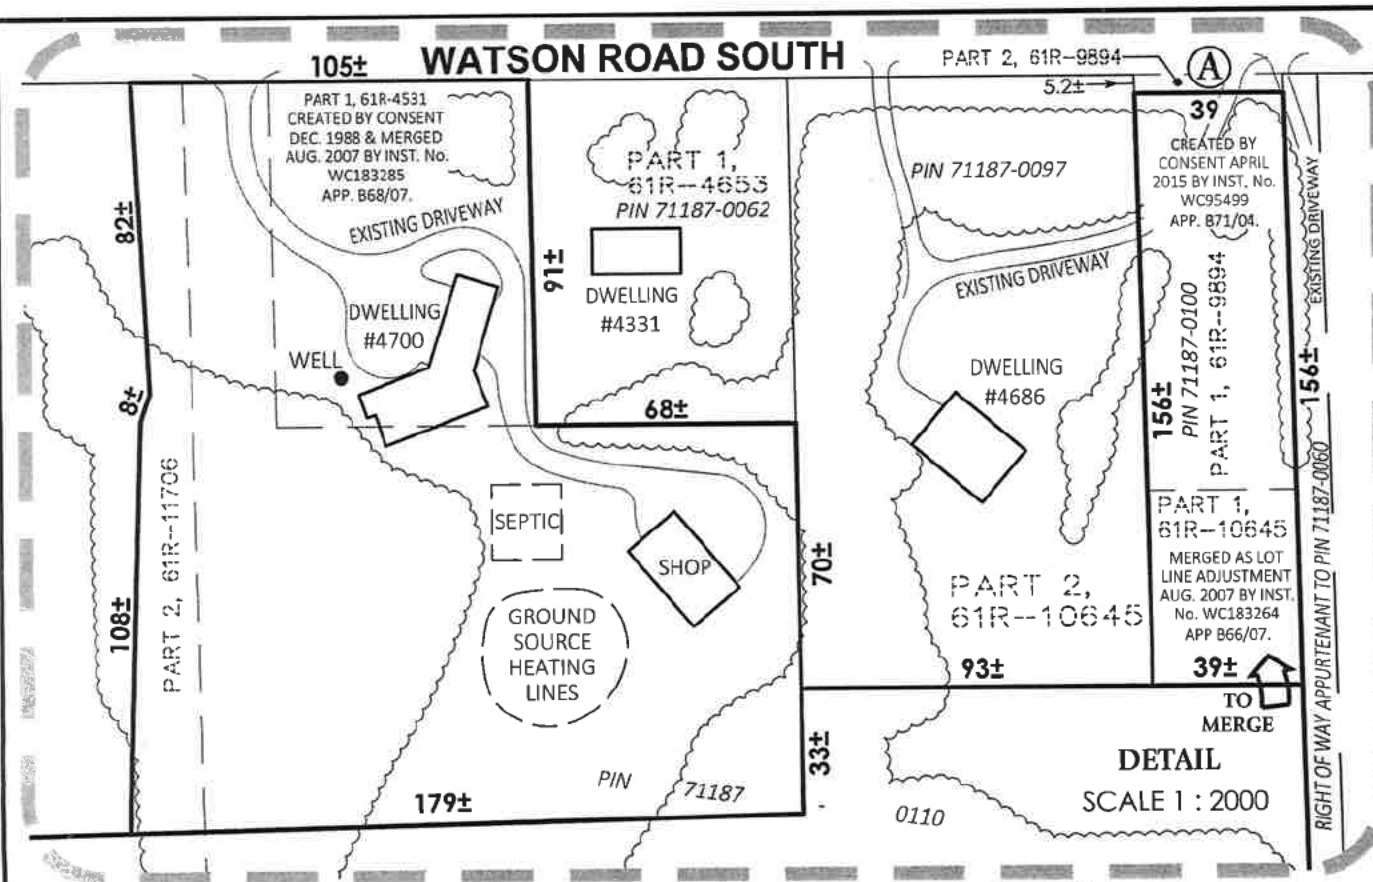 WATSON ROAD SOUTH
105±
PART 2, 61R-9894
A
5.2±
39
PART 1, 61R-4531
CREATED BY CONSENT
DEC. 1988 & MERGED
AUG. 2007 BY INST. No.
WC183285
APP. B68/07.
EXISTING DRIVEWAY
82±
8±
108±
PART 2, 61R--11706
DWELLING
#4700
WELL
91±
PART 1,
61R--4653
PIN 71187-0062
DWELLING
#4331
68±
SEPTIC
SHOP
GROUND
SOURCE
HEATING
LINES
70±
33±
179±
PIN 71187 0110
PIN 71187-0097
EXISTING DRIVEWAY
DWELLING
#4686
PART 2,
61R--10645
93±
CREATED BY
CONSENT APRIL
2015 BY INST, No.
WC95499
APP. B71/04.
156±
PIN 71187-0100
PART 1, 61R--9894
156±
EXISTING DRIVEWAY
PART 1,
61R--10645
MERGED AS LOT
LINE ADJUSTMENT
AUG. 2007 BY INST.
No. WC183264
APP B66/07.
39±
TO
MERGE
RIGHT OF WAY APPURTENANT TO PIN 71187-0060
DETAIL
SCALE 1 : 2000